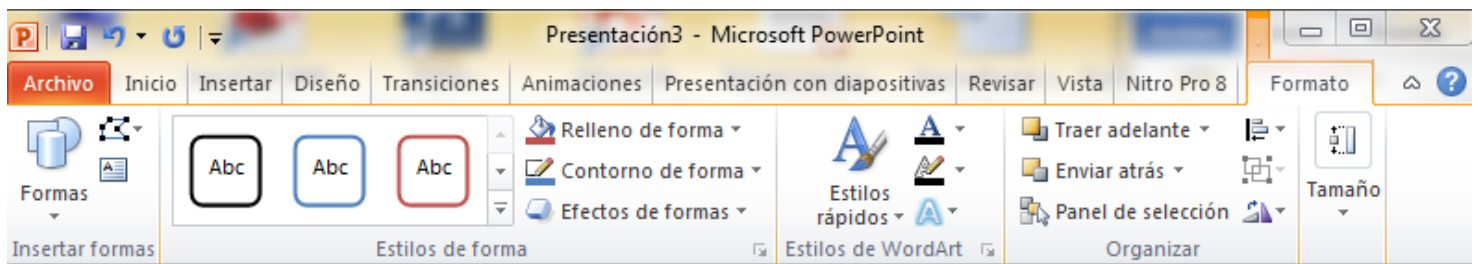 Presentación3 - Microsoft PowerPoint
Archivo Inicio Insertar Diseño Transiciones Animaciones Presentación con diapositivas Revisar Vista Nitro Pro 8 Formato
Formas
Insertar formas
Abc Abc Abc
Relleno de forma
Contorno de forma
Efectos de formas
Estilos de forma
Estilos
rápidos
Estilos de WordArt
Traer adelante
Enviar atrás
Panel de selección
Organizar
Tamaño